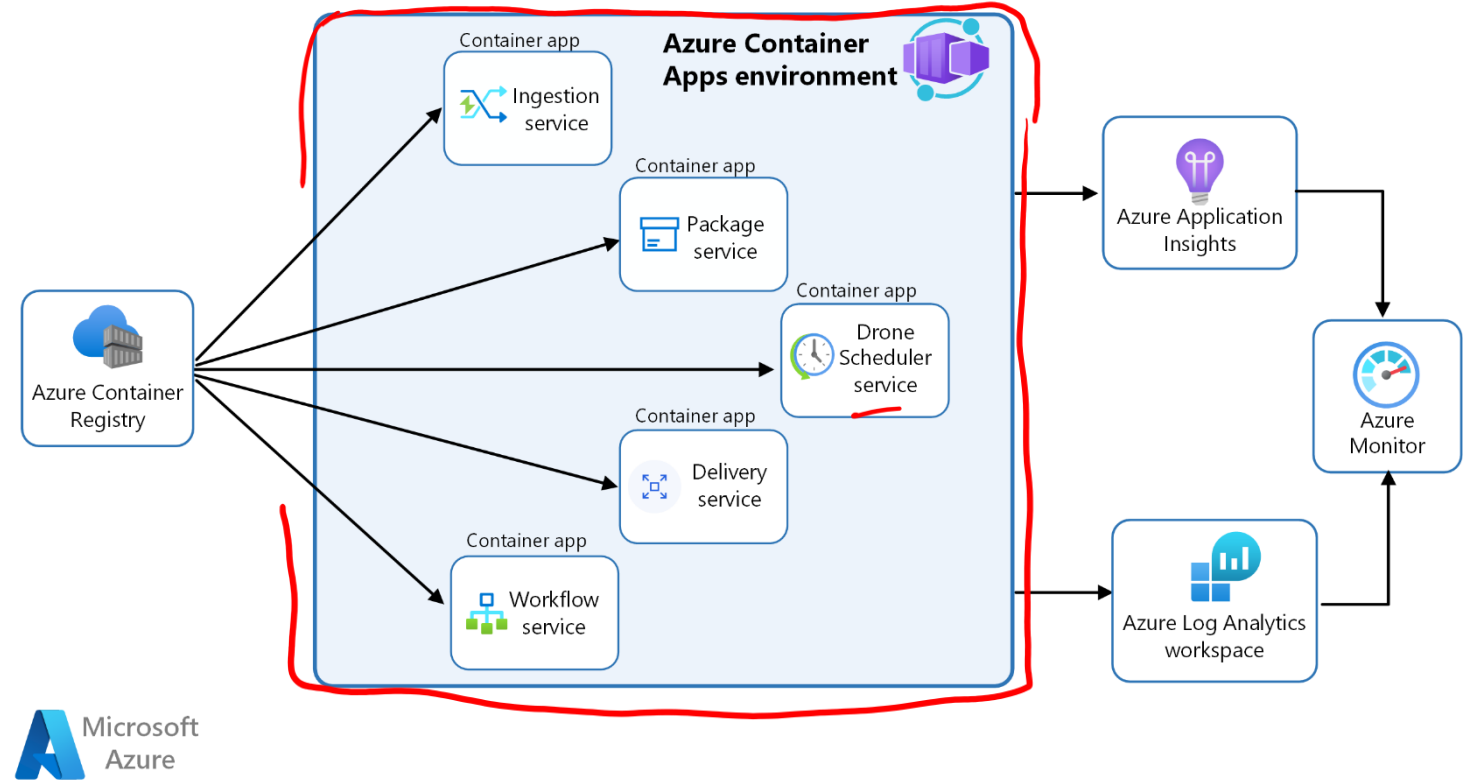 Container app
Ingestion
service
Azure Container
Apps environment
Container app
Package
service
Container app
Drone
Scheduler
service
Container app
Delivery
service
Container app
Workflow
service
Azure Container
Registry
Azure Application
Insights
Azure
Monitor
Azure Log Analytics
workspace
Microsoft
Azure